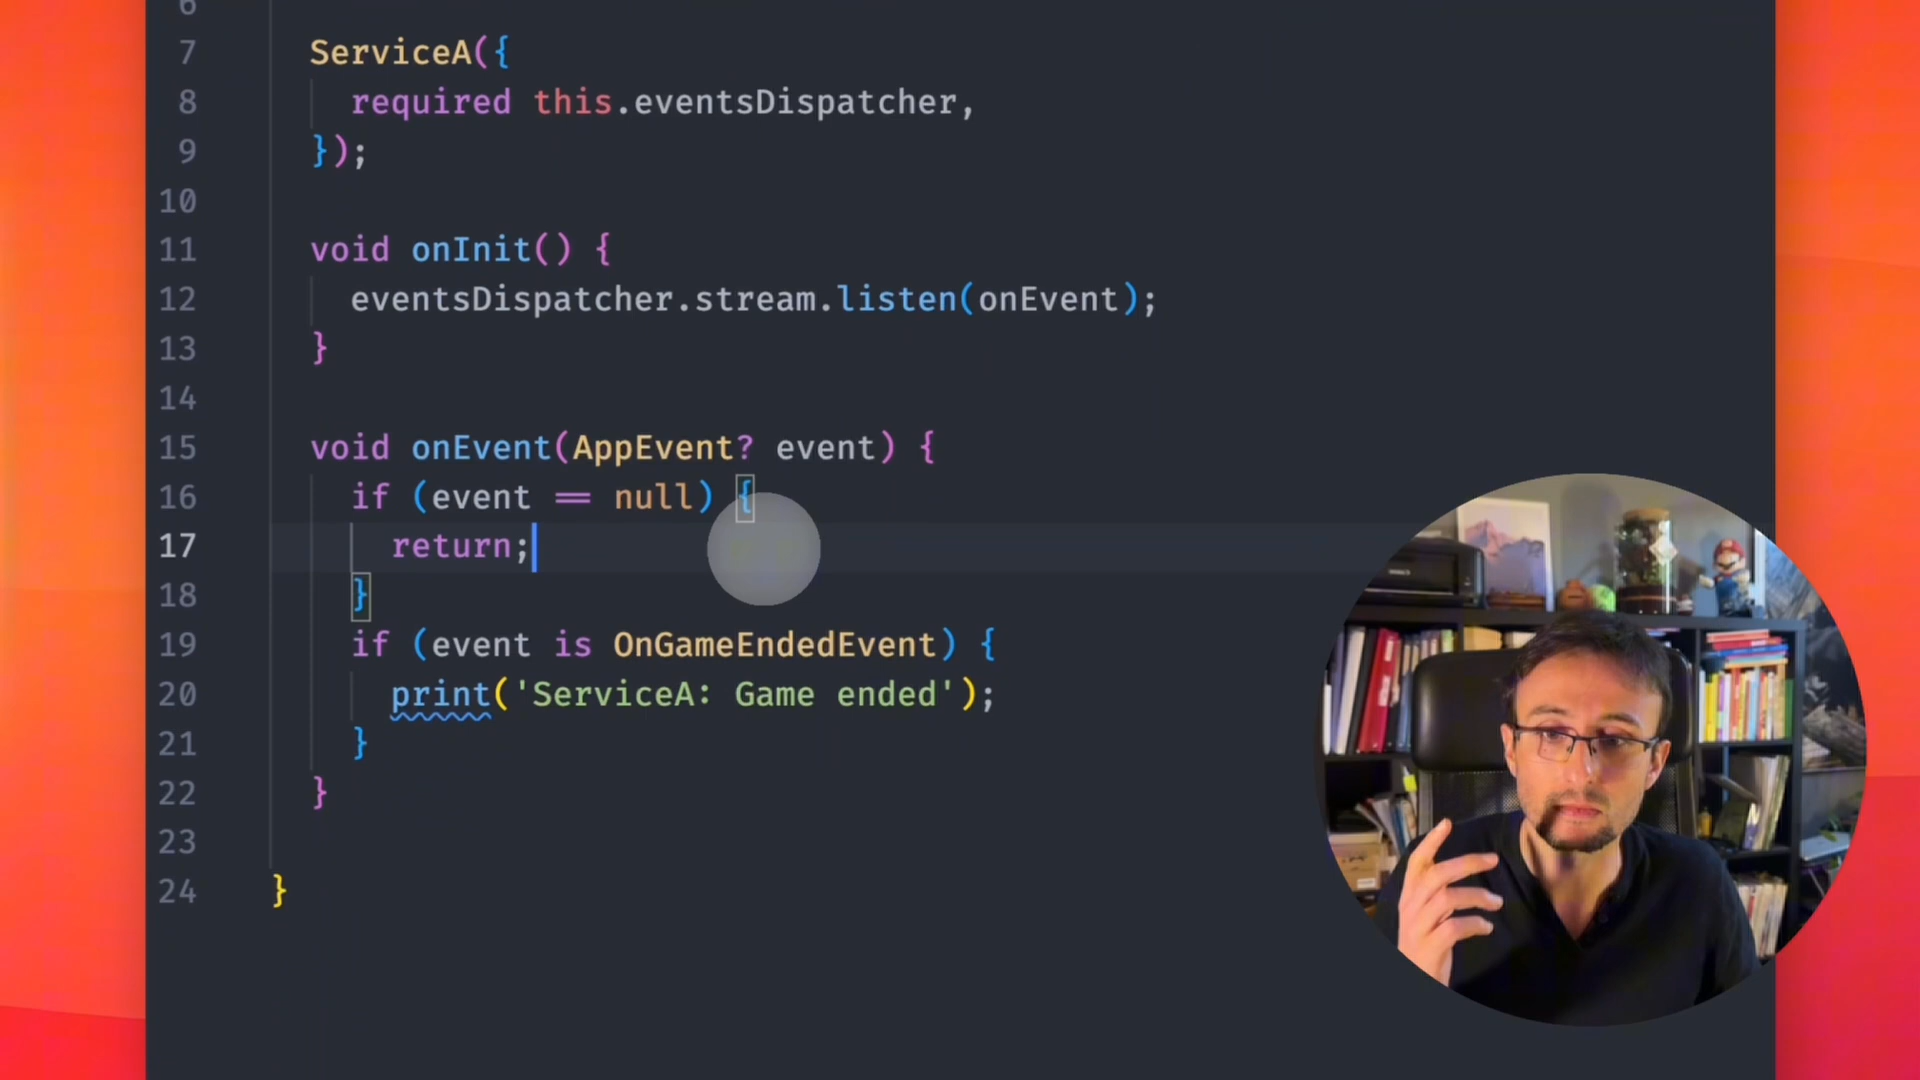 6
7 ServiceA({
8 required this.eventsDispatcher,
9 });
10
11 void onInit() {
12 eventsDispatcher.stream.listen(onEvent);
13 }
14
15 void onEvent(AppEvent? event) {
16 if (event == null) {
17 return;
18 }
19 if (event is OnGameEndedEvent) {
20 print('ServiceA: Game ended');
21 }
22 }
23
24 }